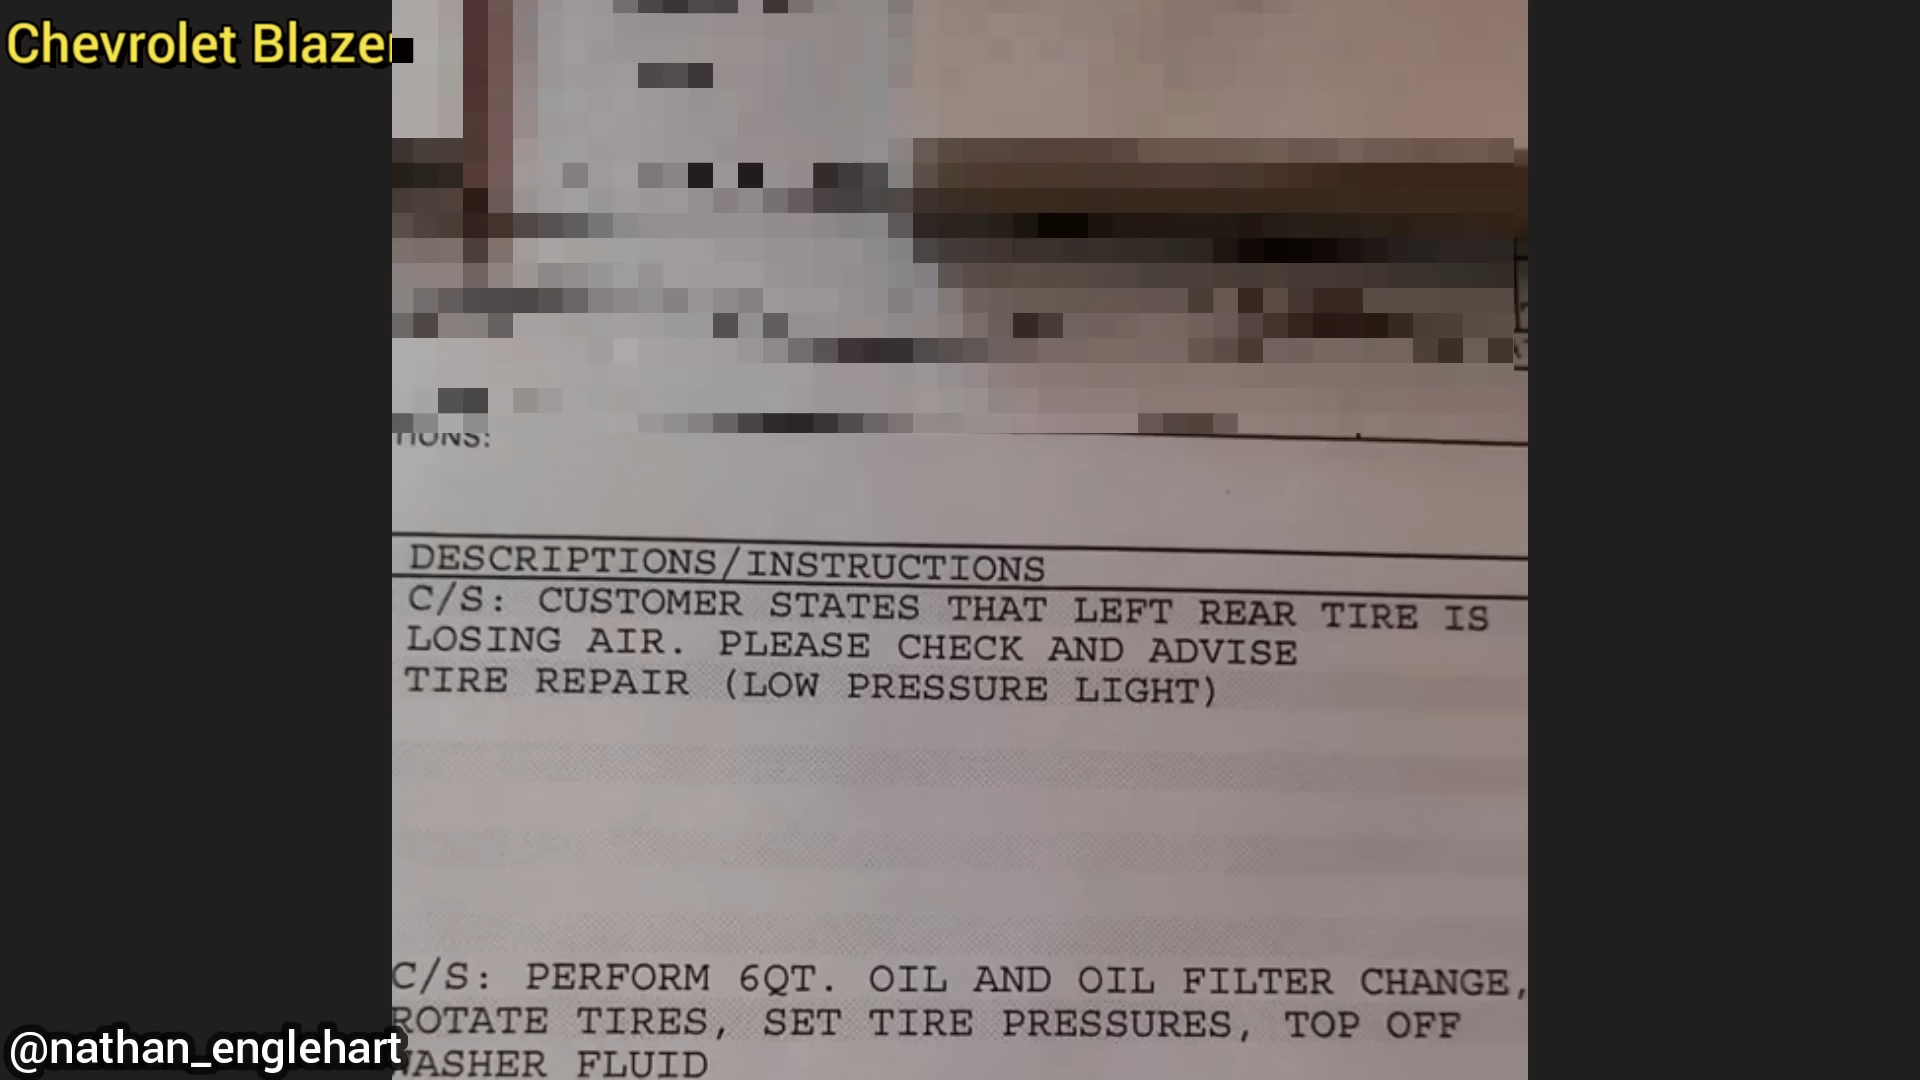 Chevrolet Blazer
TIONS:
DESCRIPTIONS/INSTRUCTIONS
C/S: CUSTOMER STATES THAT LEFT REAR TIRE IS
LOSING AIR. PLEASE CHECK AND ADVISE
TIRE REPAIR (LOW PRESSURE LIGHT)
C/S: PERFORM 6QT. OIL AND OIL FILTER CHANGE,
ROTATE TIRES, SET TIRE PRESSURES, TOP OFF
WASHER FLUID
@nathan_englehart